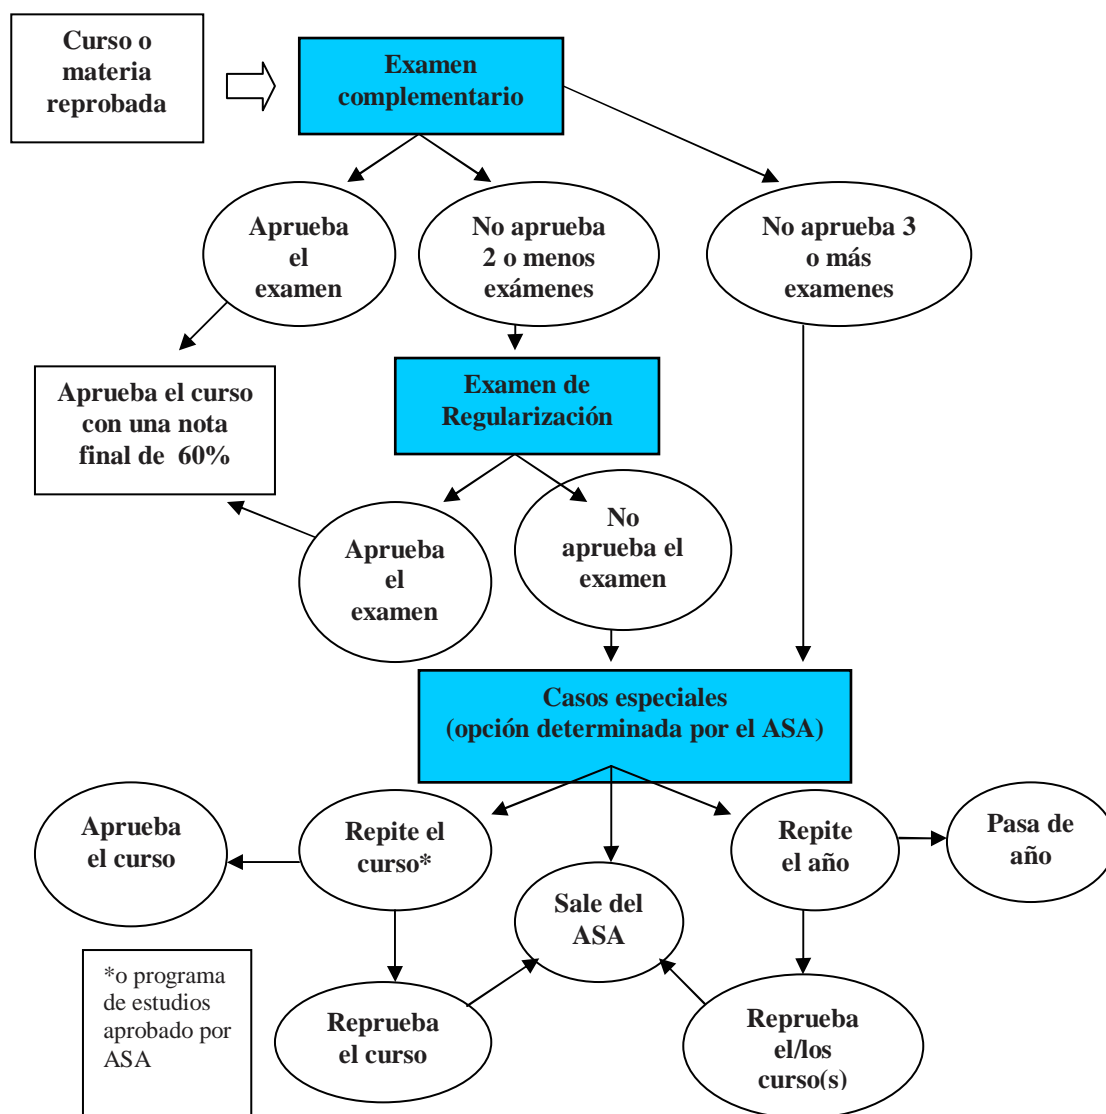 Curso o
materia
reprobada
Examen
complementario
Aprueba
el
examen
No aprueba
2 o menos
exámenes
No aprueba 3
o más
examenes
Aprueba el curso
con una nota
final de 60%
Examen de
Regularización
Aprueba
el
examen
No
aprueba el
examen
Casos especiales
(opción determinada por el ASA)
Aprueba
el curso
Repite el
curso*
Sale del
ASA
Repite
el año
Pasa de
año
*o programa
de estudios
aprobado por
ASA
Reprueba
el curso
Reprueba
el/los
curso(s)